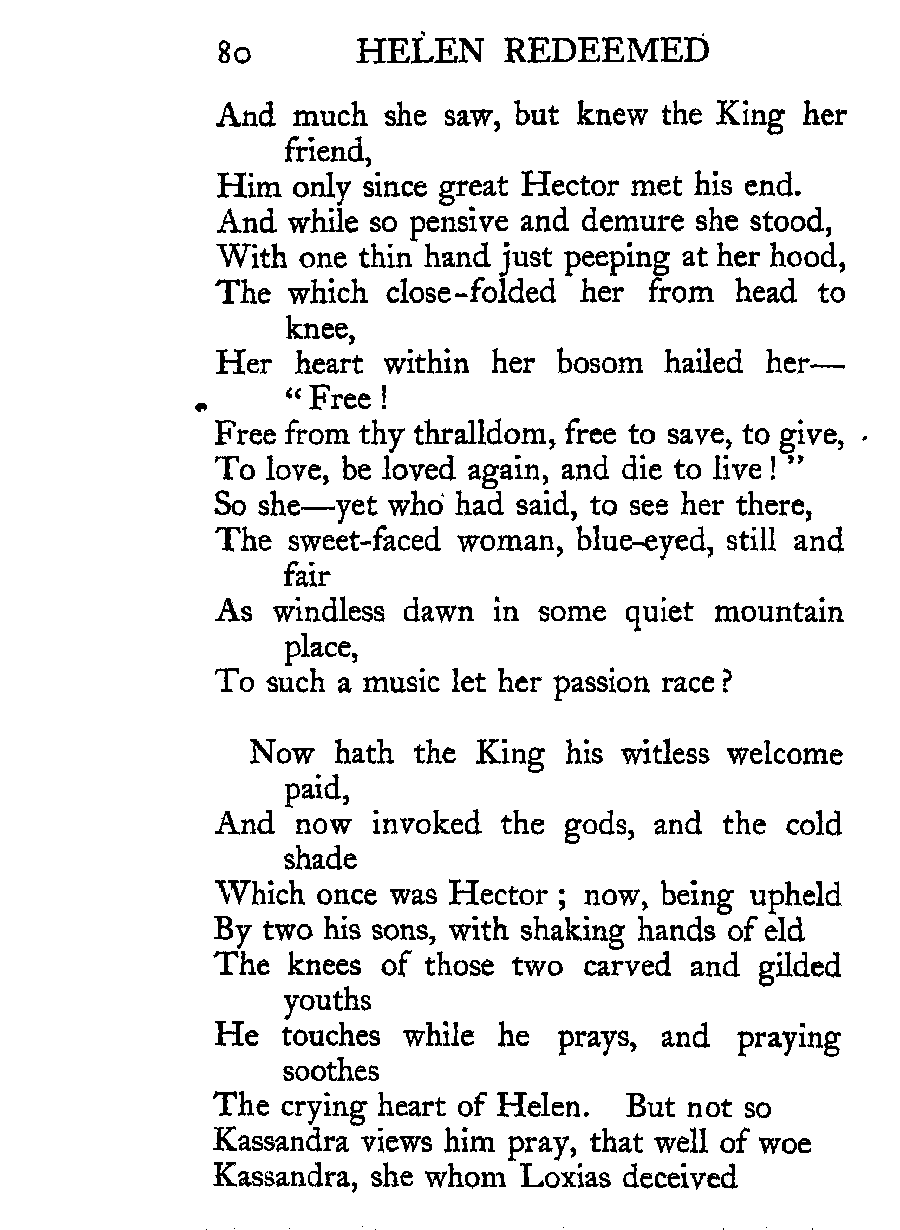 80 HELEN REDEEMED
And much she saw, but knew the King her
friend,
Him only since great Hector met his end.
And while so pensive and demure she stood,
With one thin hand just peeping at her hood,
The which close-folded her from head to
knee,
Her heart within her bosom hailed her—
“Free!
Free from thy thralldom, free to save, to give,
To love, be loved again, and die to live!”
So she—yet who had said, to see her there,
The sweet-faced woman, blue-eyed, still and
fair
As windless dawn in some quiet mountain
place,
To such a music let her passion race?
Now hath the King his witless welcome
paid,
And now invoked the gods, and the cold
shade
Which once was Hector; now, being upheld
By two his sons, with shaking hands of eld
The knees of those two carved and gilded
youths
He touches while he prays, and praying
soothes
The crying heart of Helen. But not so
Kassandra views him pray, that well of woe
Kassandra, she whom Loxias deceived